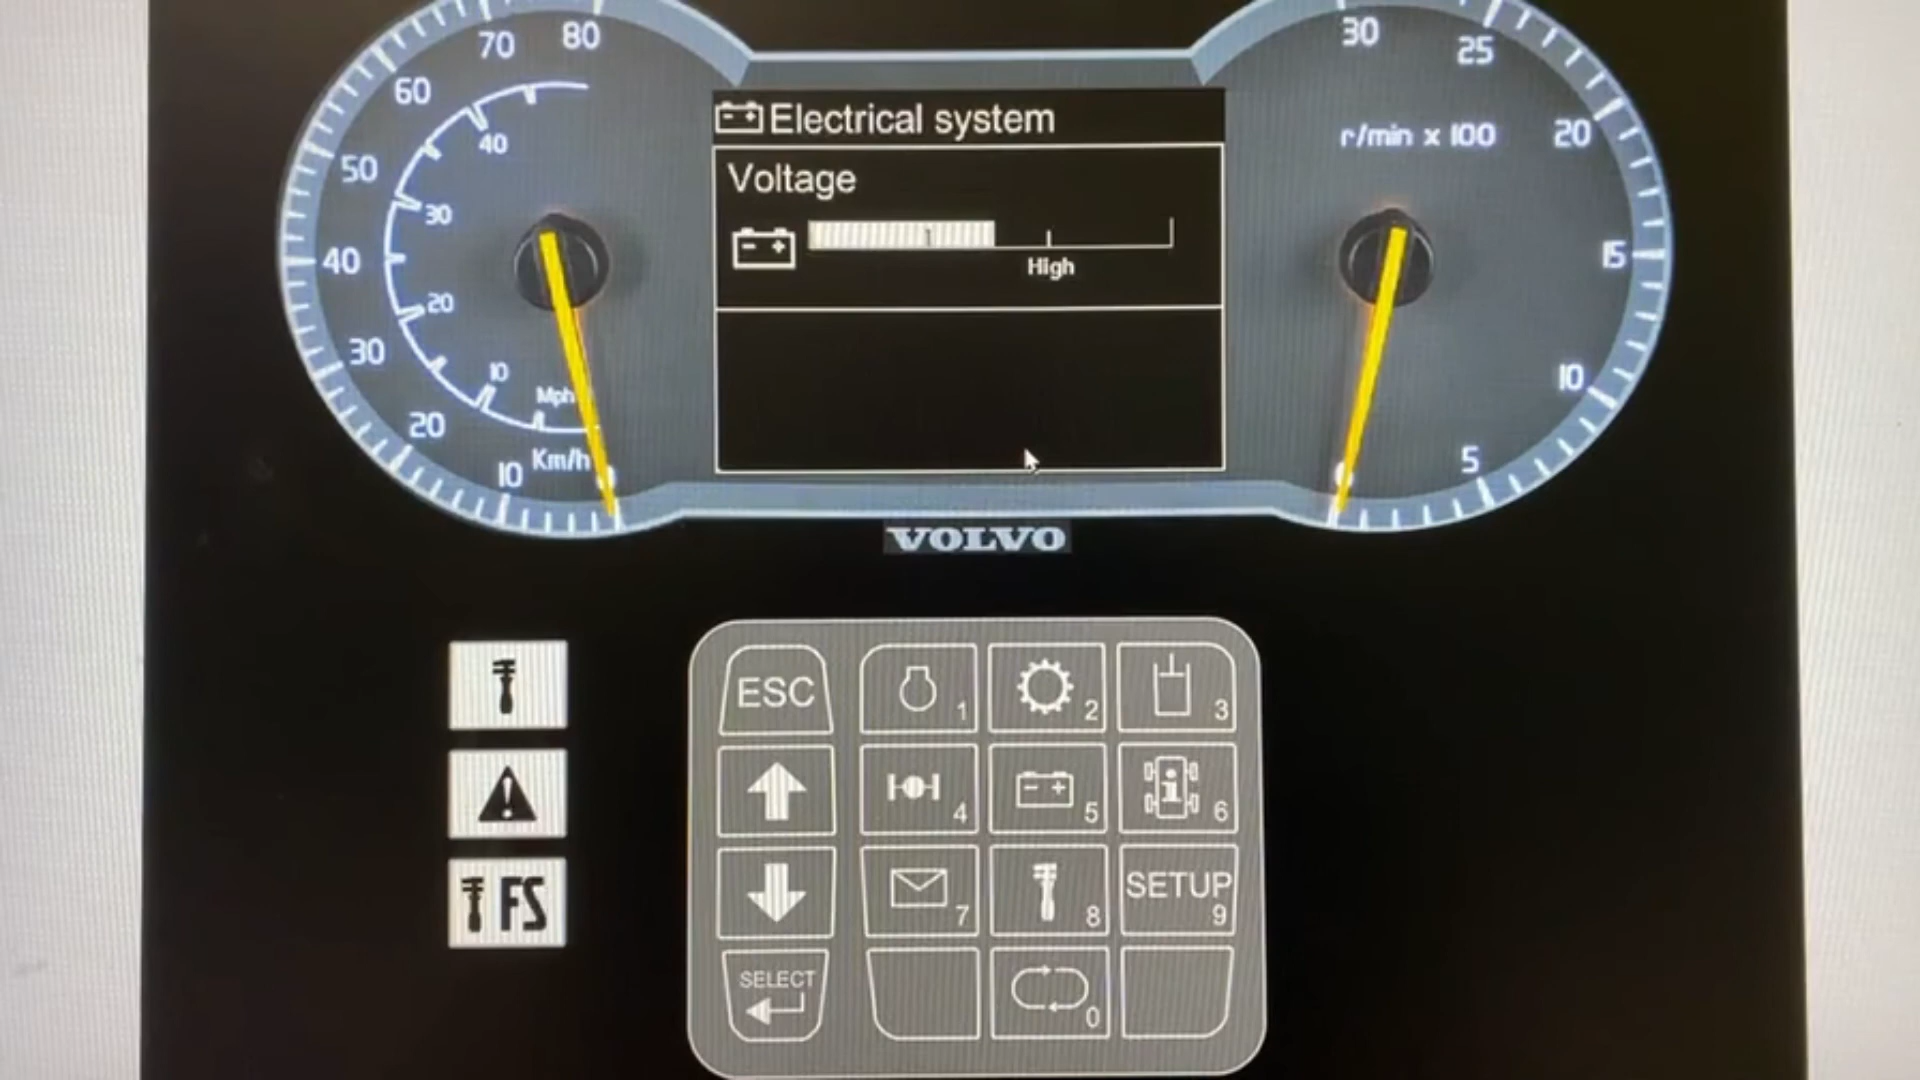 70 80
60
50
40
30
20
10
40
30
20
10
Mph
Km/h
Electrical system
Voltage
High
30
25
20
15
10
5
r/min x 100
VOLVO
FS
ESC
1
2
3
4
5
i 6
7
8
SETUP
9
SELECT
0